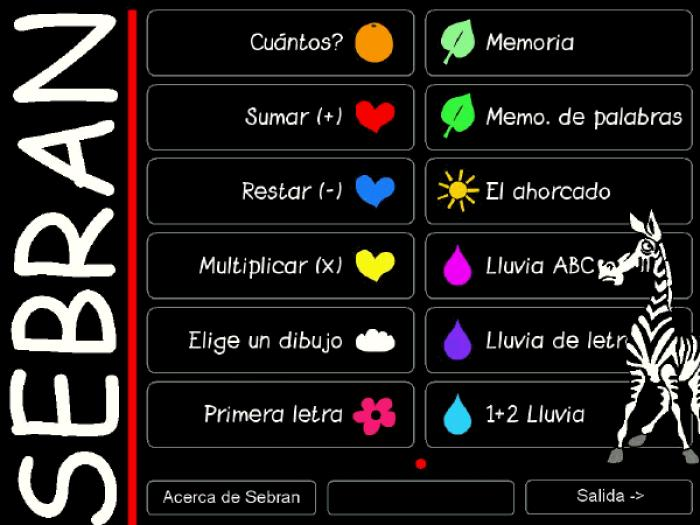 SEBRAN
Cuántos?
Memoria
Sumar (+)
Memo. de palabras
Restar (-)
El ahorcado
Multiplicar (x)
Lluvia ABC
Elige un dibujo
Lluvia de letr
Primera letra
1+2 Lluvia
Acerca de Sebran
Salida ->